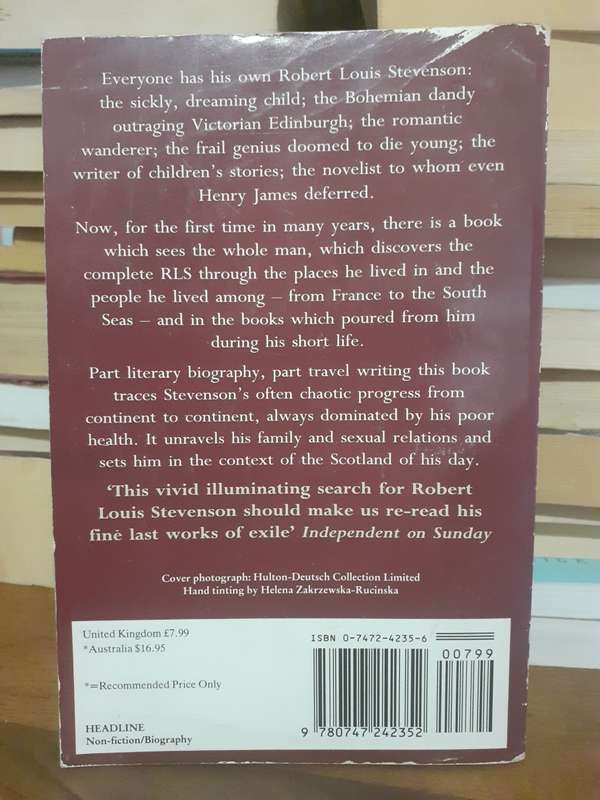 Everyone has his own Robert Louis Stevenson:
the sickly, dreaming child; the Bohemian dandy
outraging Victorian Edinburgh; the romantic
wanderer; the frail genius doomed to die young; the
writer of children's stories; the novelist to whom even
Henry James deferred.
Now, for the first time in many years, there is a book
which sees the whole man, which discovers the
complete RLS through the places he lived in and the
people he lived among – from France to the South
Seas – and in the books which poured from him
during his short life.
Part literary biography, part travel writing this book
traces Stevenson's often chaotic progress from
continent to continent, always dominated by his poor
health. It unravels his family and sexual relations and
sets him in the context of the Scotland of his day.
'This vivid illuminating search for Robert
Louis Stevenson should make us re-read his
fine last works of exile' Independent on Sunday
Cover photograph: Hulton-Deutsch Collection Limited
Hand tinting by Helena Zakrzewska-Rucinska
United Kingdom £7.99
*Australia $16.95
*=Recommended Price Only
HEADLINE
Non-fiction/Biography
ISBN 0-7472-4235-6
00799
9 780747 242352